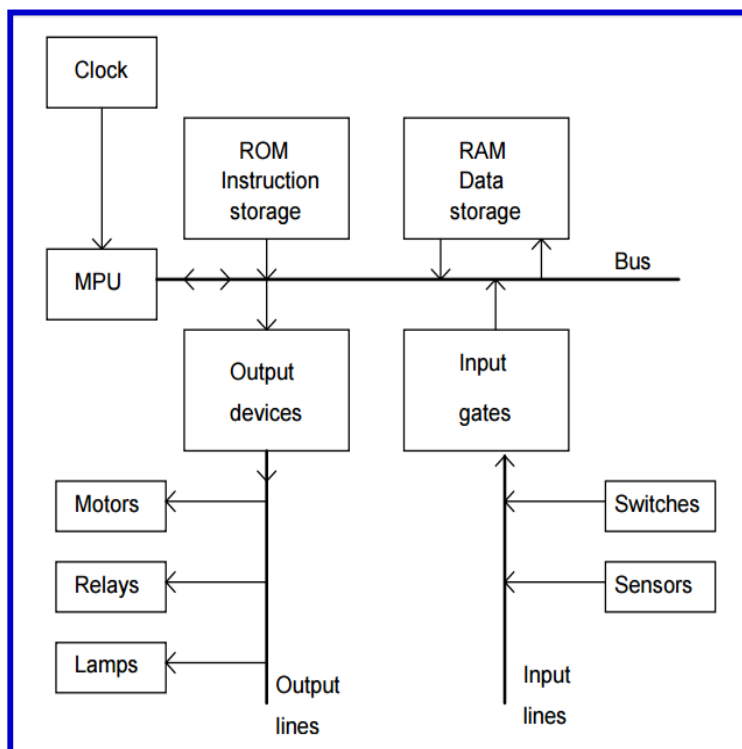 Clock
ROM
Instruction
storage
RAM
Data
storage
MPU
Bus
Output
devices
Input
gates
Motors
Switches
Relays
Sensors
Lamps
Output
lines
Input
lines